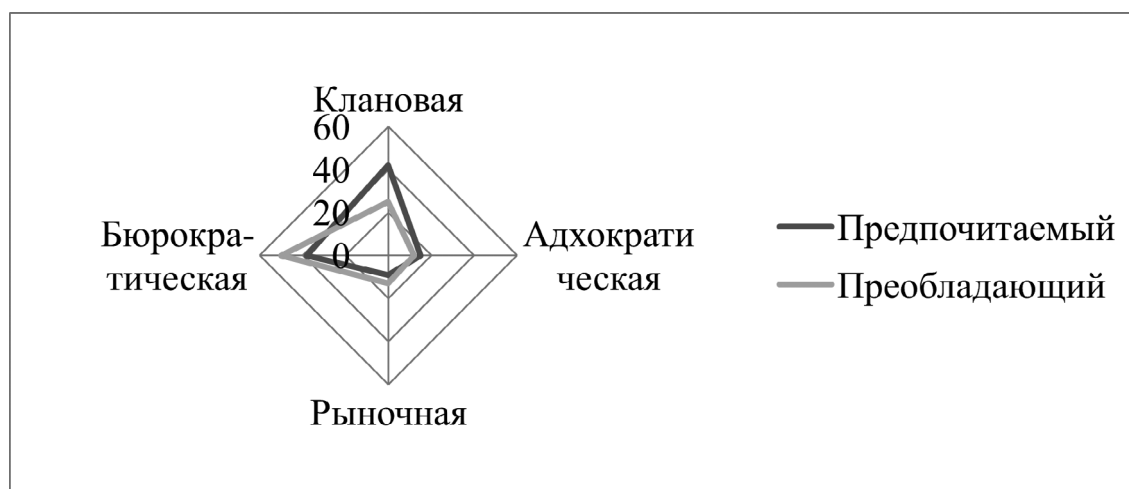 Клановая
60
40
20
0
Бюрокра-
тическая
Адхократи
ческая
Рыночная
Предпочитаемый
Преобладающий